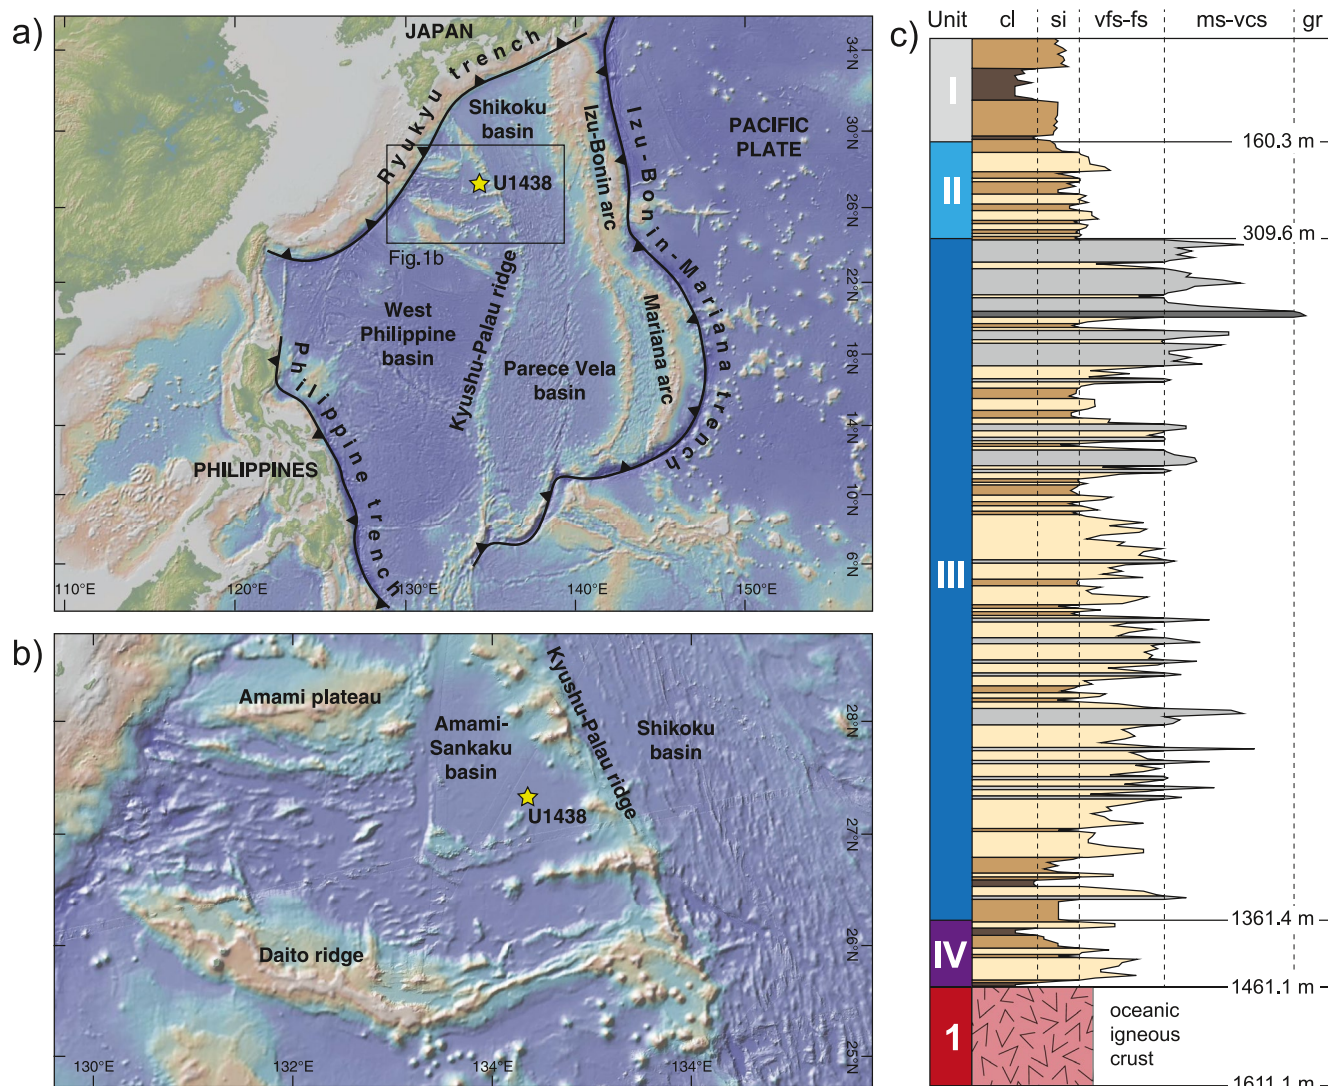 a)
JAPAN
Ryukyu trench
Shikoku
basin
Izu-Bonin arc
Izu-Bonin-Mariana trench
PACIFIC
PLATE
U1438
Fig.1b
West
Philippine
basin
Kyushu-Palau ridge
Parece Vela
basin
Mariana arc
Philippine trench
PHILIPPINES
34°N
30°N
26°N
22°N
18°N
14°N
10°N
6°N
110°E
120°E
130°E
140°E
150°E
b)
Amami plateau
Amami-
Sankaku
basin
Kyushu-Palau ridge
Shikoku
basin
U1438
Daito ridge
28°N
27°N
26°N
25°N
130°E
132°E
134°E
134°E
c)
Unit
cl
si
vfs-fs
ms-vcs
gr
I
160.3 m
II
309.6 m
III
1361.4 m
IV
1461.1 m
1
oceanic
igneous
crust
1611.1 m